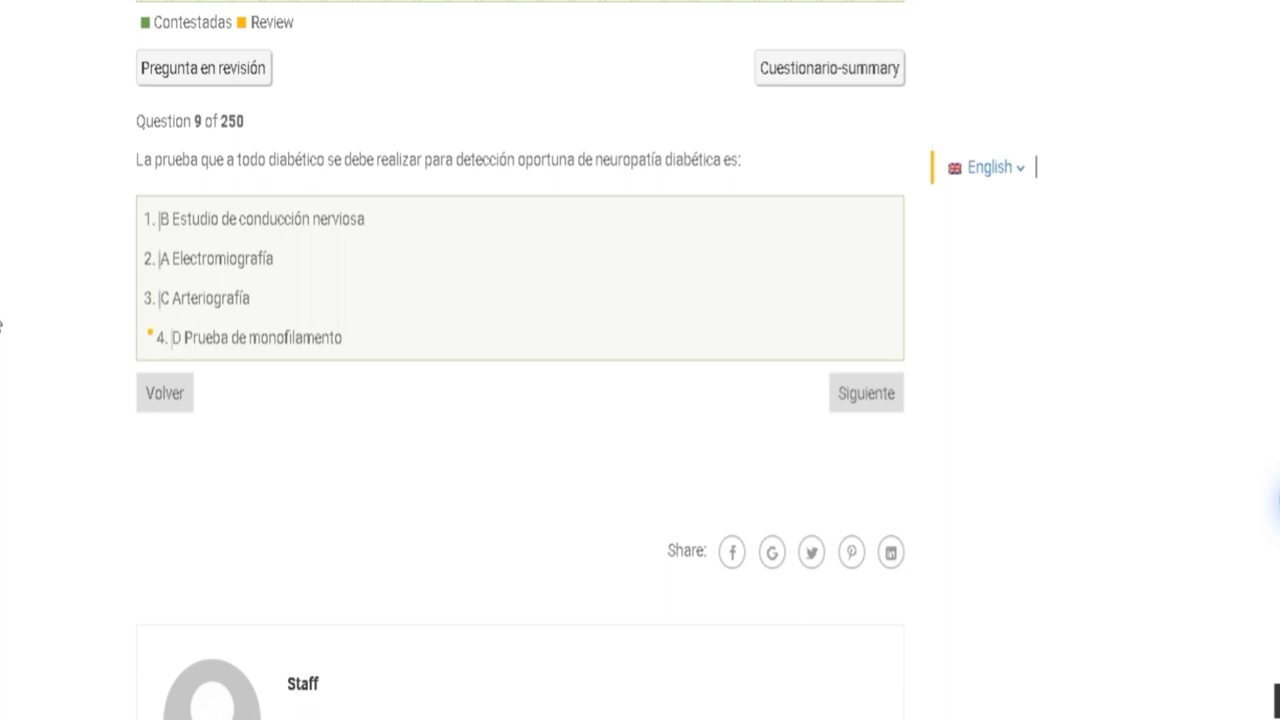 Contestadas Review
Pregunta en revisión
Cuestionario-summary
Question 9 of 250
La prueba que a todo diabético se debe realizar para detección oportuna de neuropatía diabética es:
English
1. B Estudio de conducción nerviosa
2. A Electromiografía
3. C Arteriografía
4. D Prueba de monofilamento
Volver
Siguiente
Share:
Staff